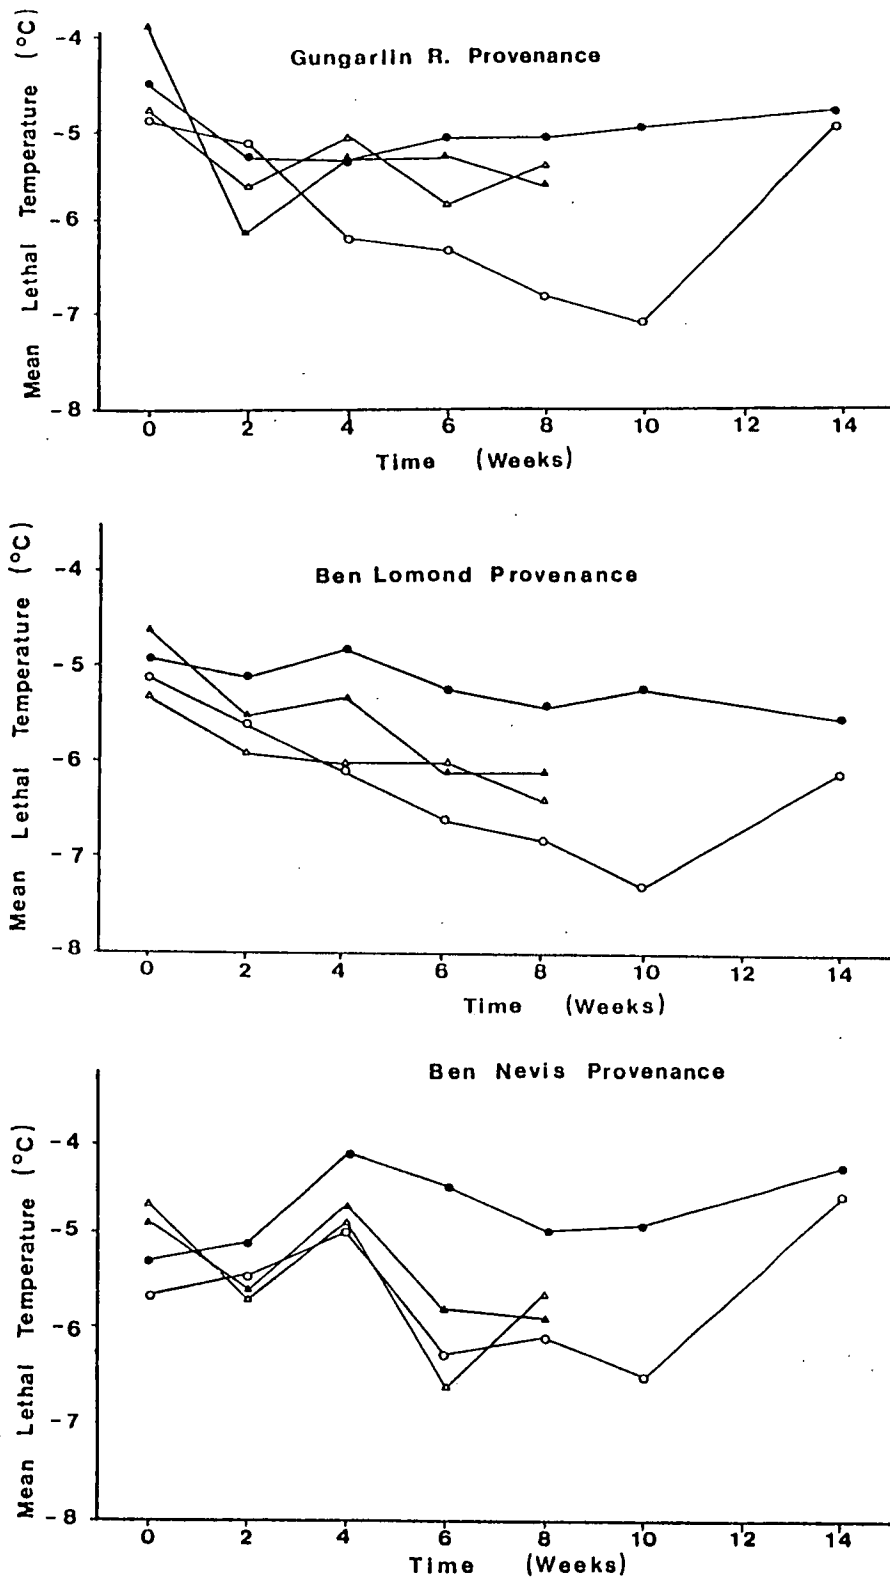 Gungarlin R. Provenance
Mean Lethal Temperature (°C)
-4
-5
-6
-7
-8
0 2 4 6 8 10 12 14
Time (Weeks)
Ben Lomond Provenance
Mean Lethal Temperature (°C)
-4
-5
-6
-7
-8
0 2 4 6 8 10 12 14
Time (Weeks)
Ben Nevis Provenance
Mean Lethal Temperature (°C)
-4
-5
-6
-7
-8
0 2 4 6 8 10 12 14
Time (Weeks)